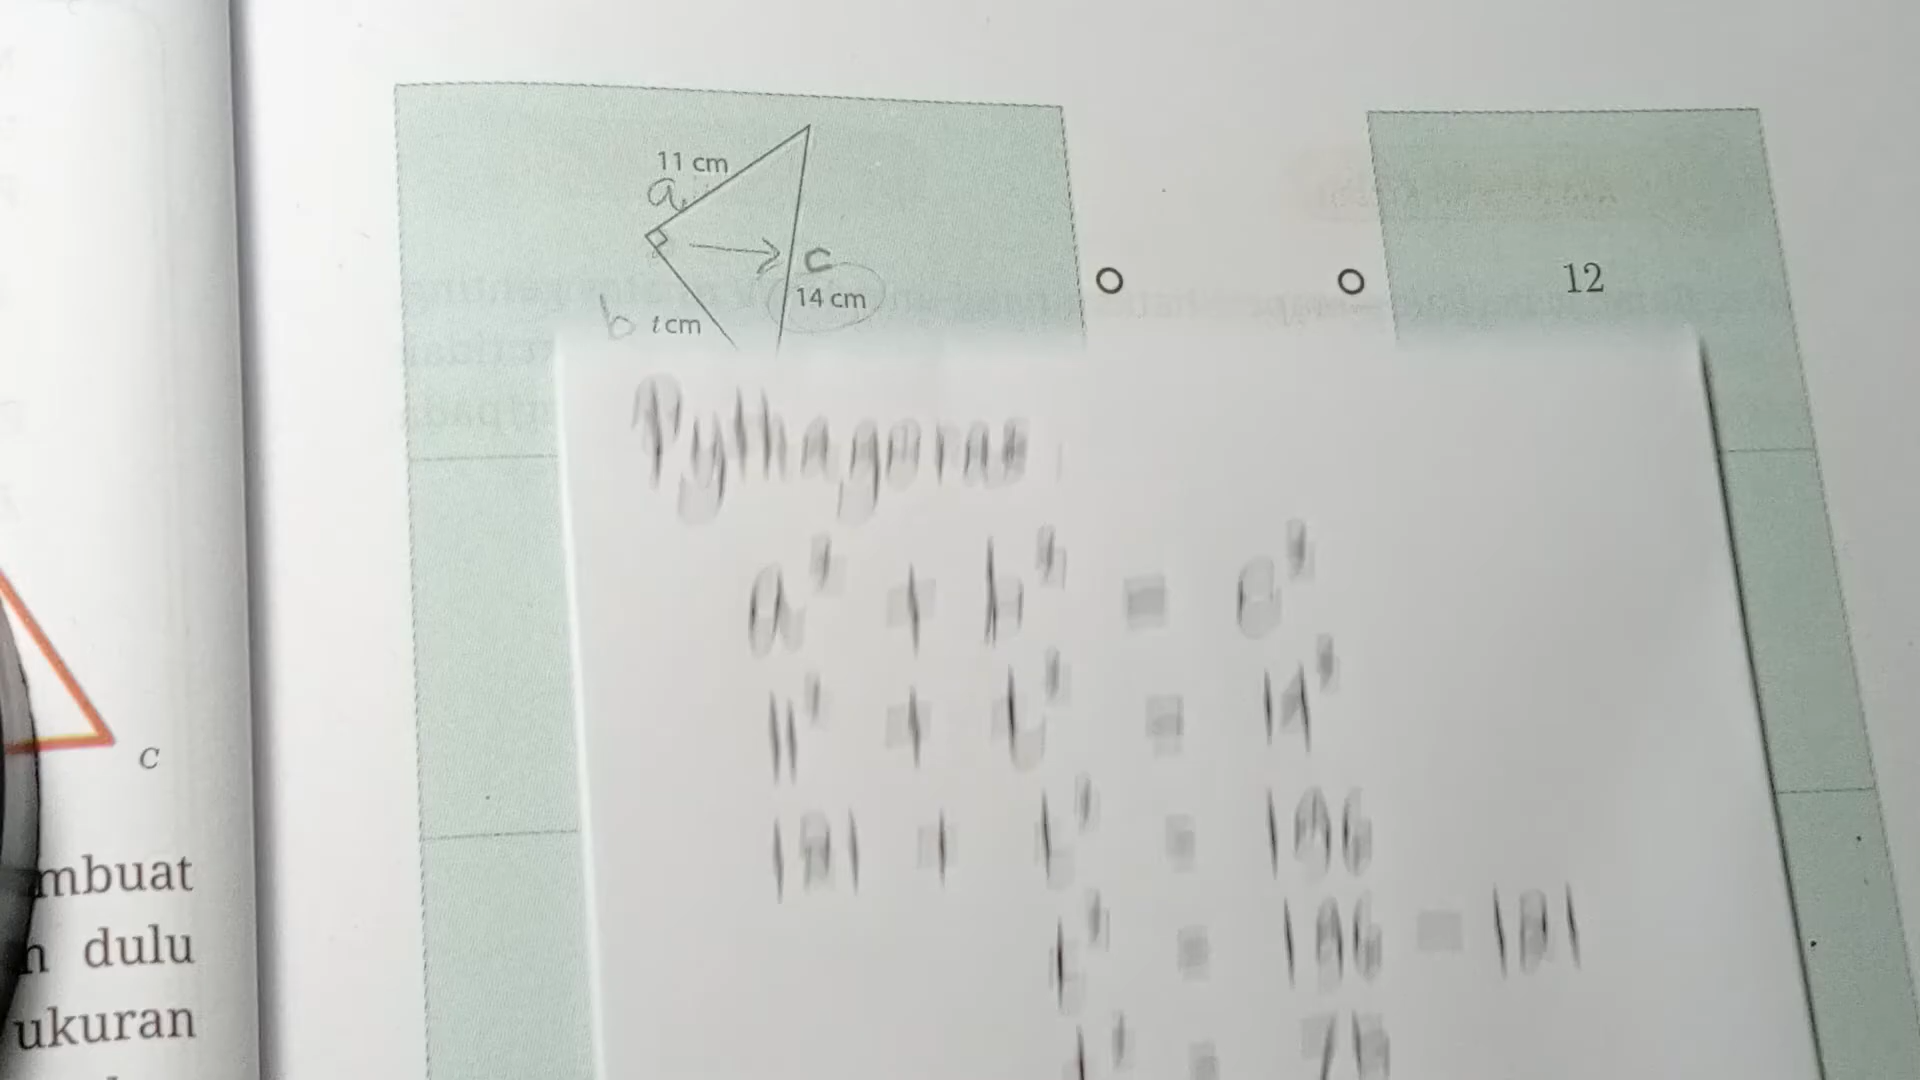 11 cm
a
c
14 cm
b t cm
12
Pythagoras
a² + b² = c²
11² + t² = 14²
121 + t² = 196
t² = 196 - 121
t² = 75
C
mbuat
dulu
ukuran